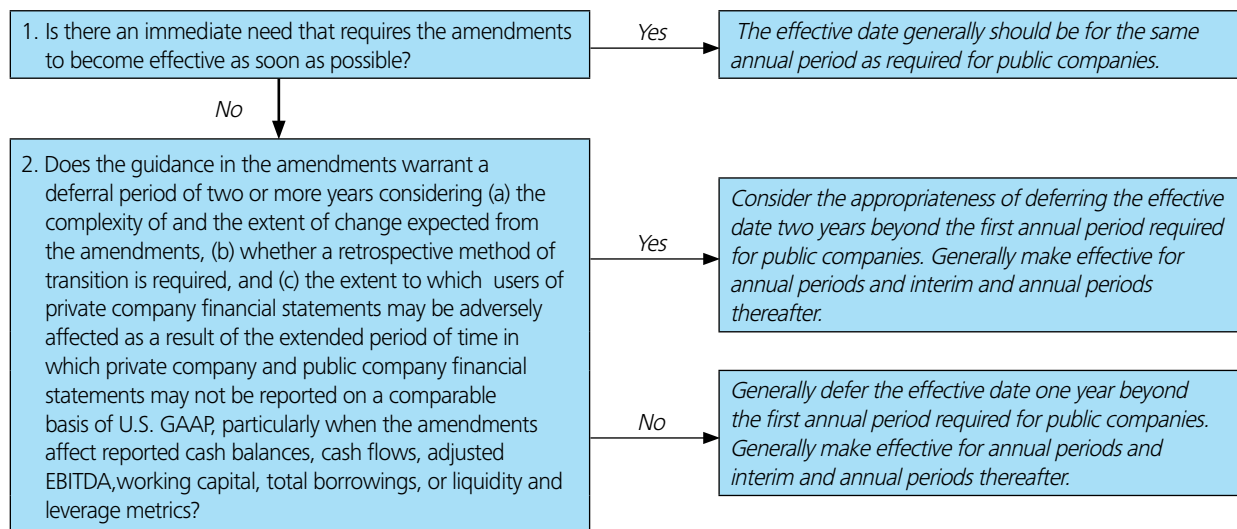 1. Is there an immediate need that requires the amendments
to become effective as soon as possible?
Yes
The effective date generally should be for the same
annual period as required for public companies.
No
2. Does the guidance in the amendments warrant a
deferral period of two or more years considering (a) the
complexity of and the extent of change expected from
the amendments, (b) whether a retrospective method of
transition is required, and (c) the extent to which users of
private company financial statements may be adversely
affected as a result of the extended period of time in
which private company and public company financial
statements may not be reported on a comparable
basis of U.S. GAAP, particularly when the amendments
affect reported cash balances, cash flows, adjusted
EBITDA,working capital, total borrowings, or liquidity and
leverage metrics?
Yes
Consider the appropriateness of deferring the effective
date two years beyond the first annual period required
for public companies. Generally make effective for
annual periods and interim and annual periods
thereafter.
No
Generally defer the effective date one year beyond
the first annual period required for public companies.
Generally make effective for annual periods and
interim and annual periods thereafter.